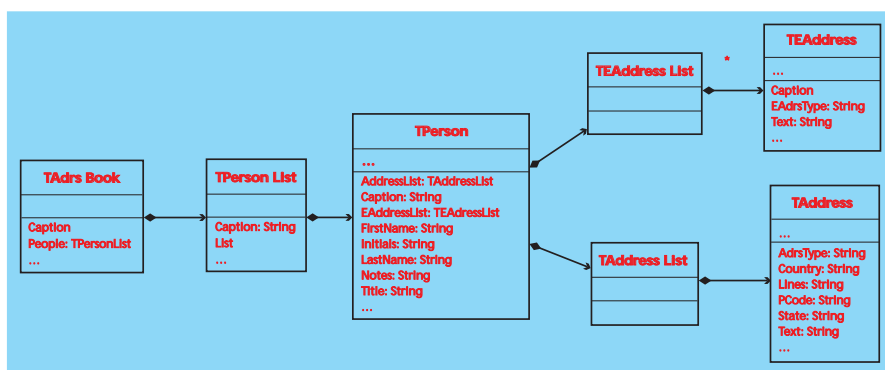 TAdrs Book
Caption
People: TPersonList
...
TPerson List
Caption: String
List
...
TPerson
...
AddressList: TAddressList
Caption: String
EAddressList: TEAdressList
FirstName: String
Initials: String
LastName: String
Notes: String
Title: String
...
TEAddress List
*
TEAddress
...
Caption
EAdrsType: String
Text: String
...
TAddress List
TAddress
...
AdrsType: String
Country: String
Lines: String
PCode: String
State: String
Text: String
...